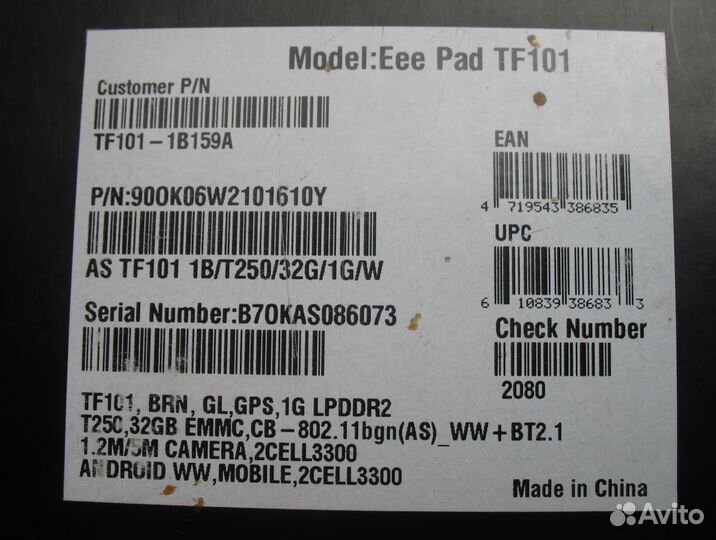 Model:Eee Pad TF101
Customer P/N
TF101-1B159A
P/N:90OK06W2101610Y
AS TF101 1B/T250/32G/1G/W
Serial Number:B7OKAS086073
EAN
4 719543 386835
UPC
6 10839 38683 3
Check Number
2080
TF101, BRN, GL,GPS,1G LPDDR2
T250,32GB EMMC,CB-802.11bgn(AS)_WW+BT2.1
1.2M/5M CAMERA,2CELL3300
ANDROID WW,MOBILE,2CELL3300
Made in China
Avito